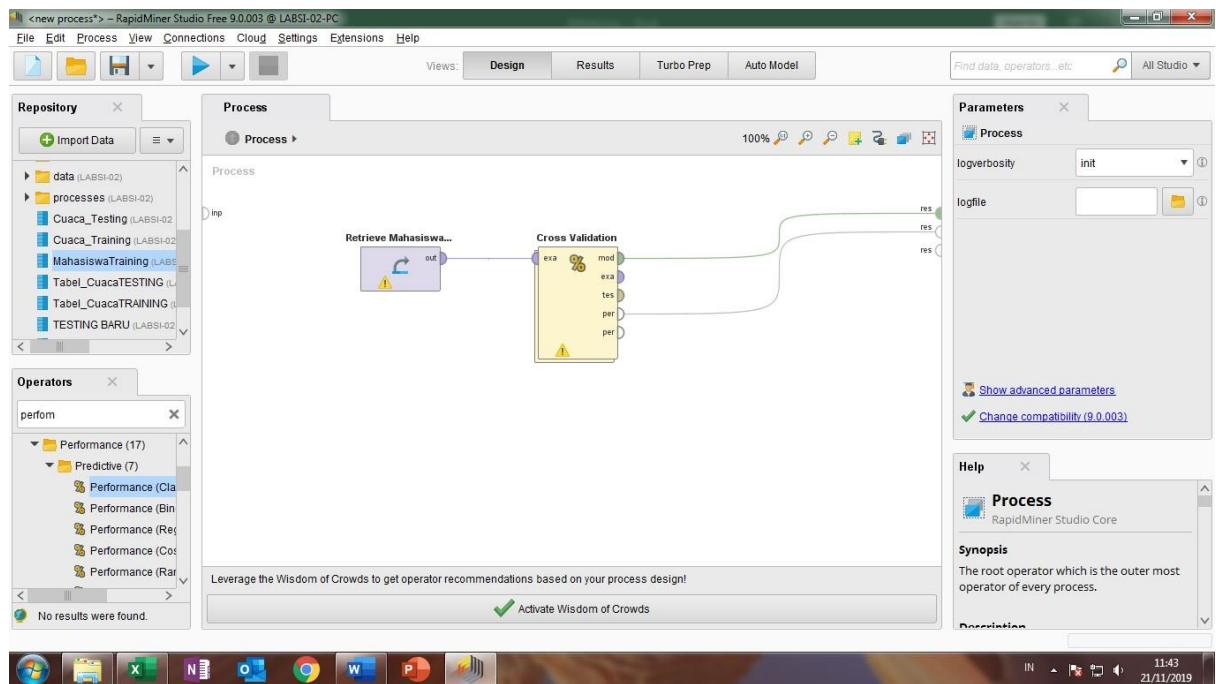 <new process*> – RapidMiner Studio Free 9.0.003 @ LABSI-02-PC
File Edit Process View Connections Cloud Settings Extensions Help
Views: Design Results Turbo Prep Auto Model
Find data, operators...etc
All Studio
Repository
Import Data
data (LABSI-02)
processes (LABSI-02)
Cuaca_Testing (LABSI-02
Cuaca_Training (LABSI-02
MahasiswaTraining (LABS
Tabel_CuacaTESTING (L
Tabel_CuacaTRAINING (L
TESTING BARU (LABSI-02
Operators
perfom
Performance (17)
Predictive (7)
Performance (Cla
Performance (Bin
Performance (Reg
Performance (Cos
Performance (Rar
No results were found.
Process
Process
100%
Process
inp
Retrieve Mahasiswa...
out
Cross Validation
exa
mod
exa
tes
per
per
res
res
res
Leverage the Wisdom of Crowds to get operator recommendations based on your process design!
Activate Wisdom of Crowds
Parameters
Process
logverbosity init
logfile
Show advanced parameters
Change compatibility (9.0.003)
Help
Process
RapidMiner Studio Core
Synopsis
The root operator which is the outer most
operator of every process.
Description
IN
11:43
21/11/2019